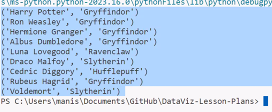 s\ms-python.python-2023.16.0\pythonFiles\lib\python\debugpy
('Harry Potter', 'Gryffindor')
('Ron Weasley', 'Gryffindor')
('Hermione Granger', 'Gryffindor')
('Albus Dumbledore', 'Gryffindor')
('Luna Lovegood', 'Ravenclaw')
('Draco Malfoy', 'Slytherin')
('Cedric Diggory', 'Hufflepuff')
('Rubeus Hagrid', 'Gryffindor')
('Voldemort', 'Slytherin')
PS C:\Users\manis\Documents\GitHub\DataViz-Lesson-Plans>